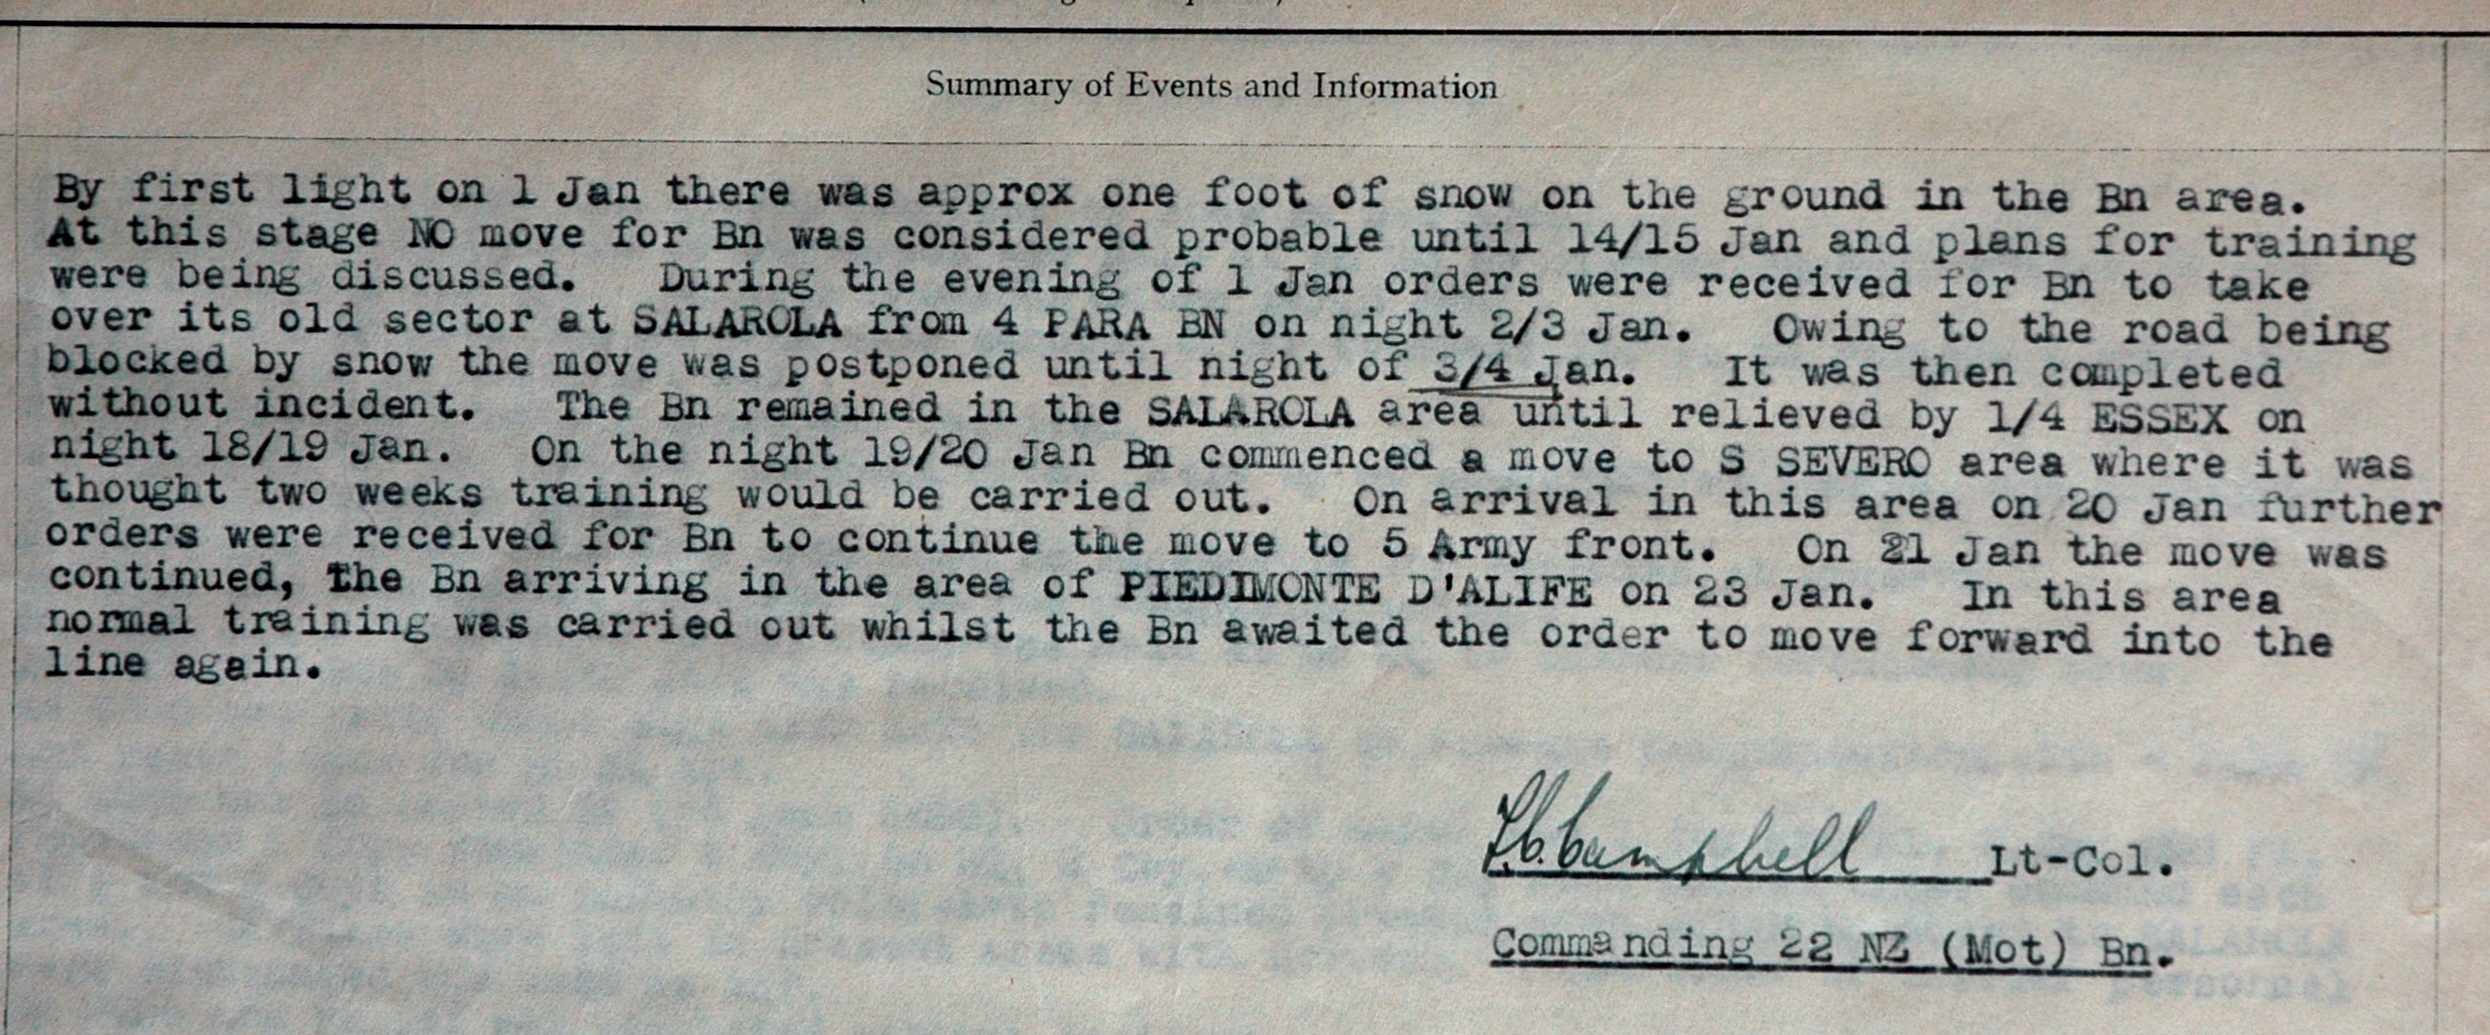 Summary of Events and Information
By first light on 1 Jan there was approx one foot of snow on the ground in the Bn area.
At this stage NO move for Bn was considered probable until 14/15 Jan and plans for training
were being discussed. During the evening of 1 Jan orders were received for Bn to take
over its old sector at SALAROLA from 4 PARA BN on night 2/3 Jan. Owing to the road being
blocked by snow the move was postponed until night of 3/4 Jan. It was then completed
without incident. The Bn remained in the SALAROLA area until relieved by 1/4 ESSEX on
night 18/19 Jan. On the night 19/20 Jan Bn commenced a move to S SEVERO area where it was
thought two weeks training would be carried out. On arrival in this area on 20 Jan further
orders were received for Bn to continue the move to 5 Army front. On 21 Jan the move was
continued, the Bn arriving in the area of PIEDIMONTE D'ALIFE on 23 Jan. In this area
normal training was carried out whilst the Bn awaited the order to move forward into the
line again.
Campbell Lt-Col.
Commanding 22 NZ (Mot) Bn.